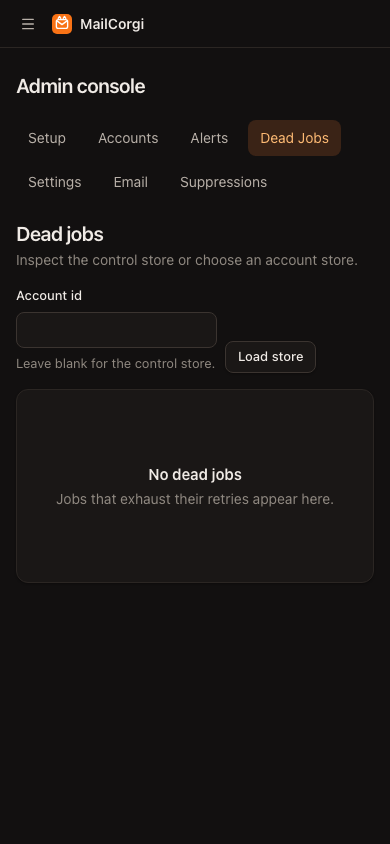 MailCorgi
Admin console
Setup Accounts Alerts Dead Jobs
Settings Email Suppressions
Dead jobs
Inspect the control store or choose an account store.
Account id
Leave blank for the control store.
Load store
No dead jobs
Jobs that exhaust their retries appear here.